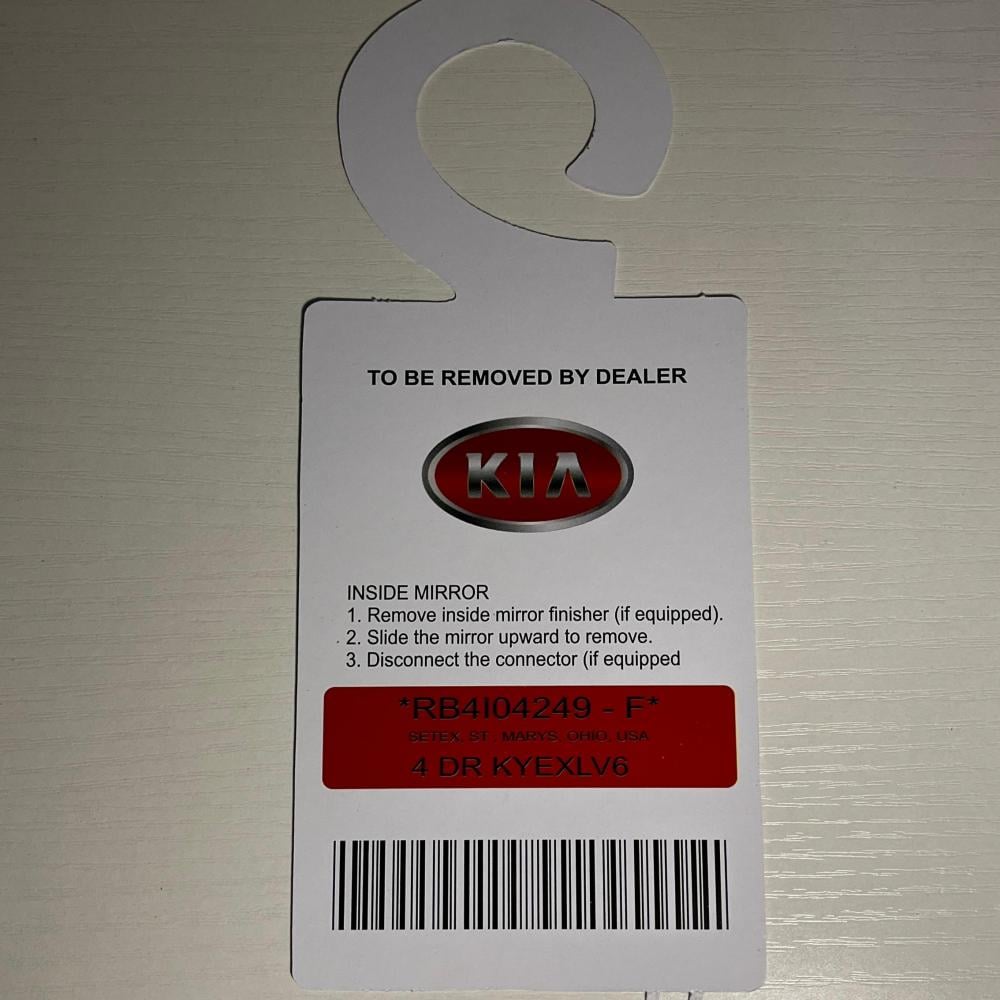 TO BE REMOVED BY DEALER
KIA
INSIDE MIRROR
1. Remove inside mirror finisher (if equipped).
2. Slide the mirror upward to remove.
3. Disconnect the connector (if equipped
*RB4I04249 - F*
SETEX, ST . MARYS, OHIO, USA
4 DR KYEXLV6